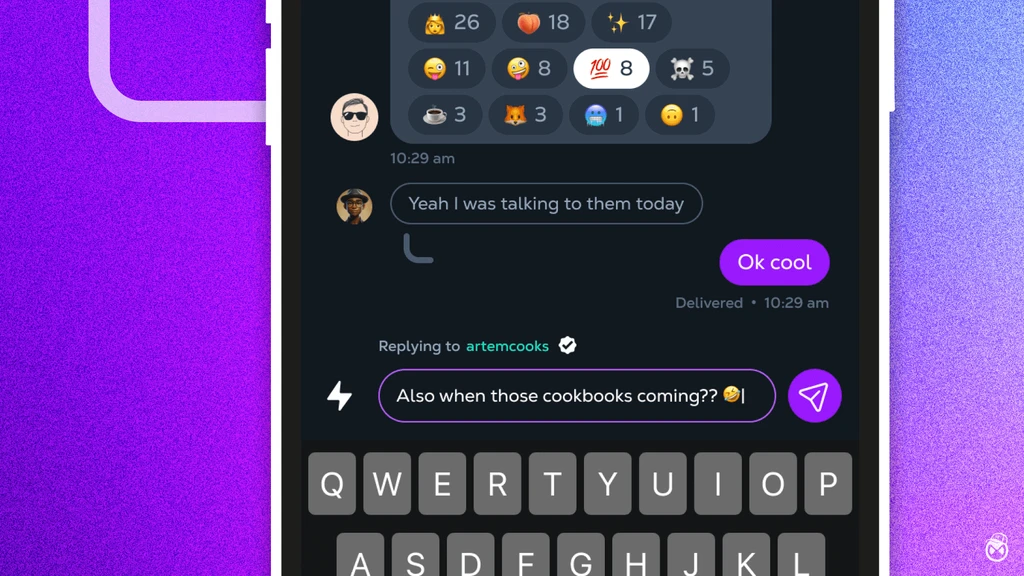 👸 26 🍑 18 ✨ 17
😜 11 🤪 8 💯 8 ☠️ 5
☕ 3 🦊 3 🥶 1 🙃 1
10:29 am
Yeah I was talking to them today
Ok cool
Delivered • 10:29 am
Replying to artemcooks
Also when those cookbooks coming?? 🤣
Q W E R T Y U I O P
A S D F G H J K L